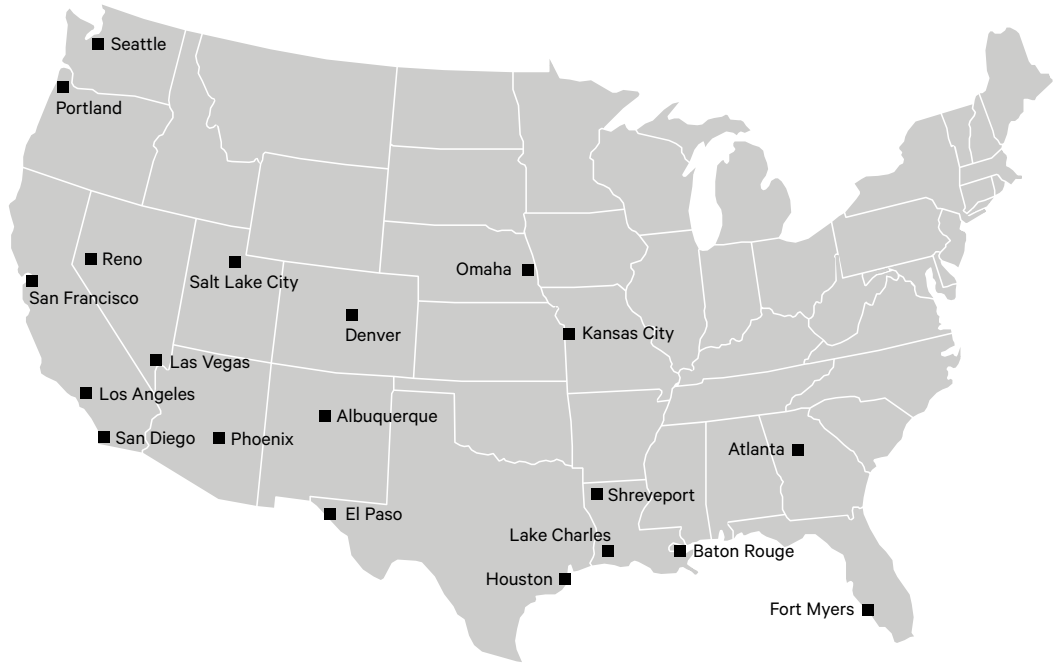 Seattle
Portland
Reno
Salt Lake City
Omaha
San Francisco
Denver
Kansas City
Las Vegas
Los Angeles
Albuquerque
San Diego
Phoenix
Atlanta
Shreveport
El Paso
Lake Charles
Baton Rouge
Houston
Fort Myers